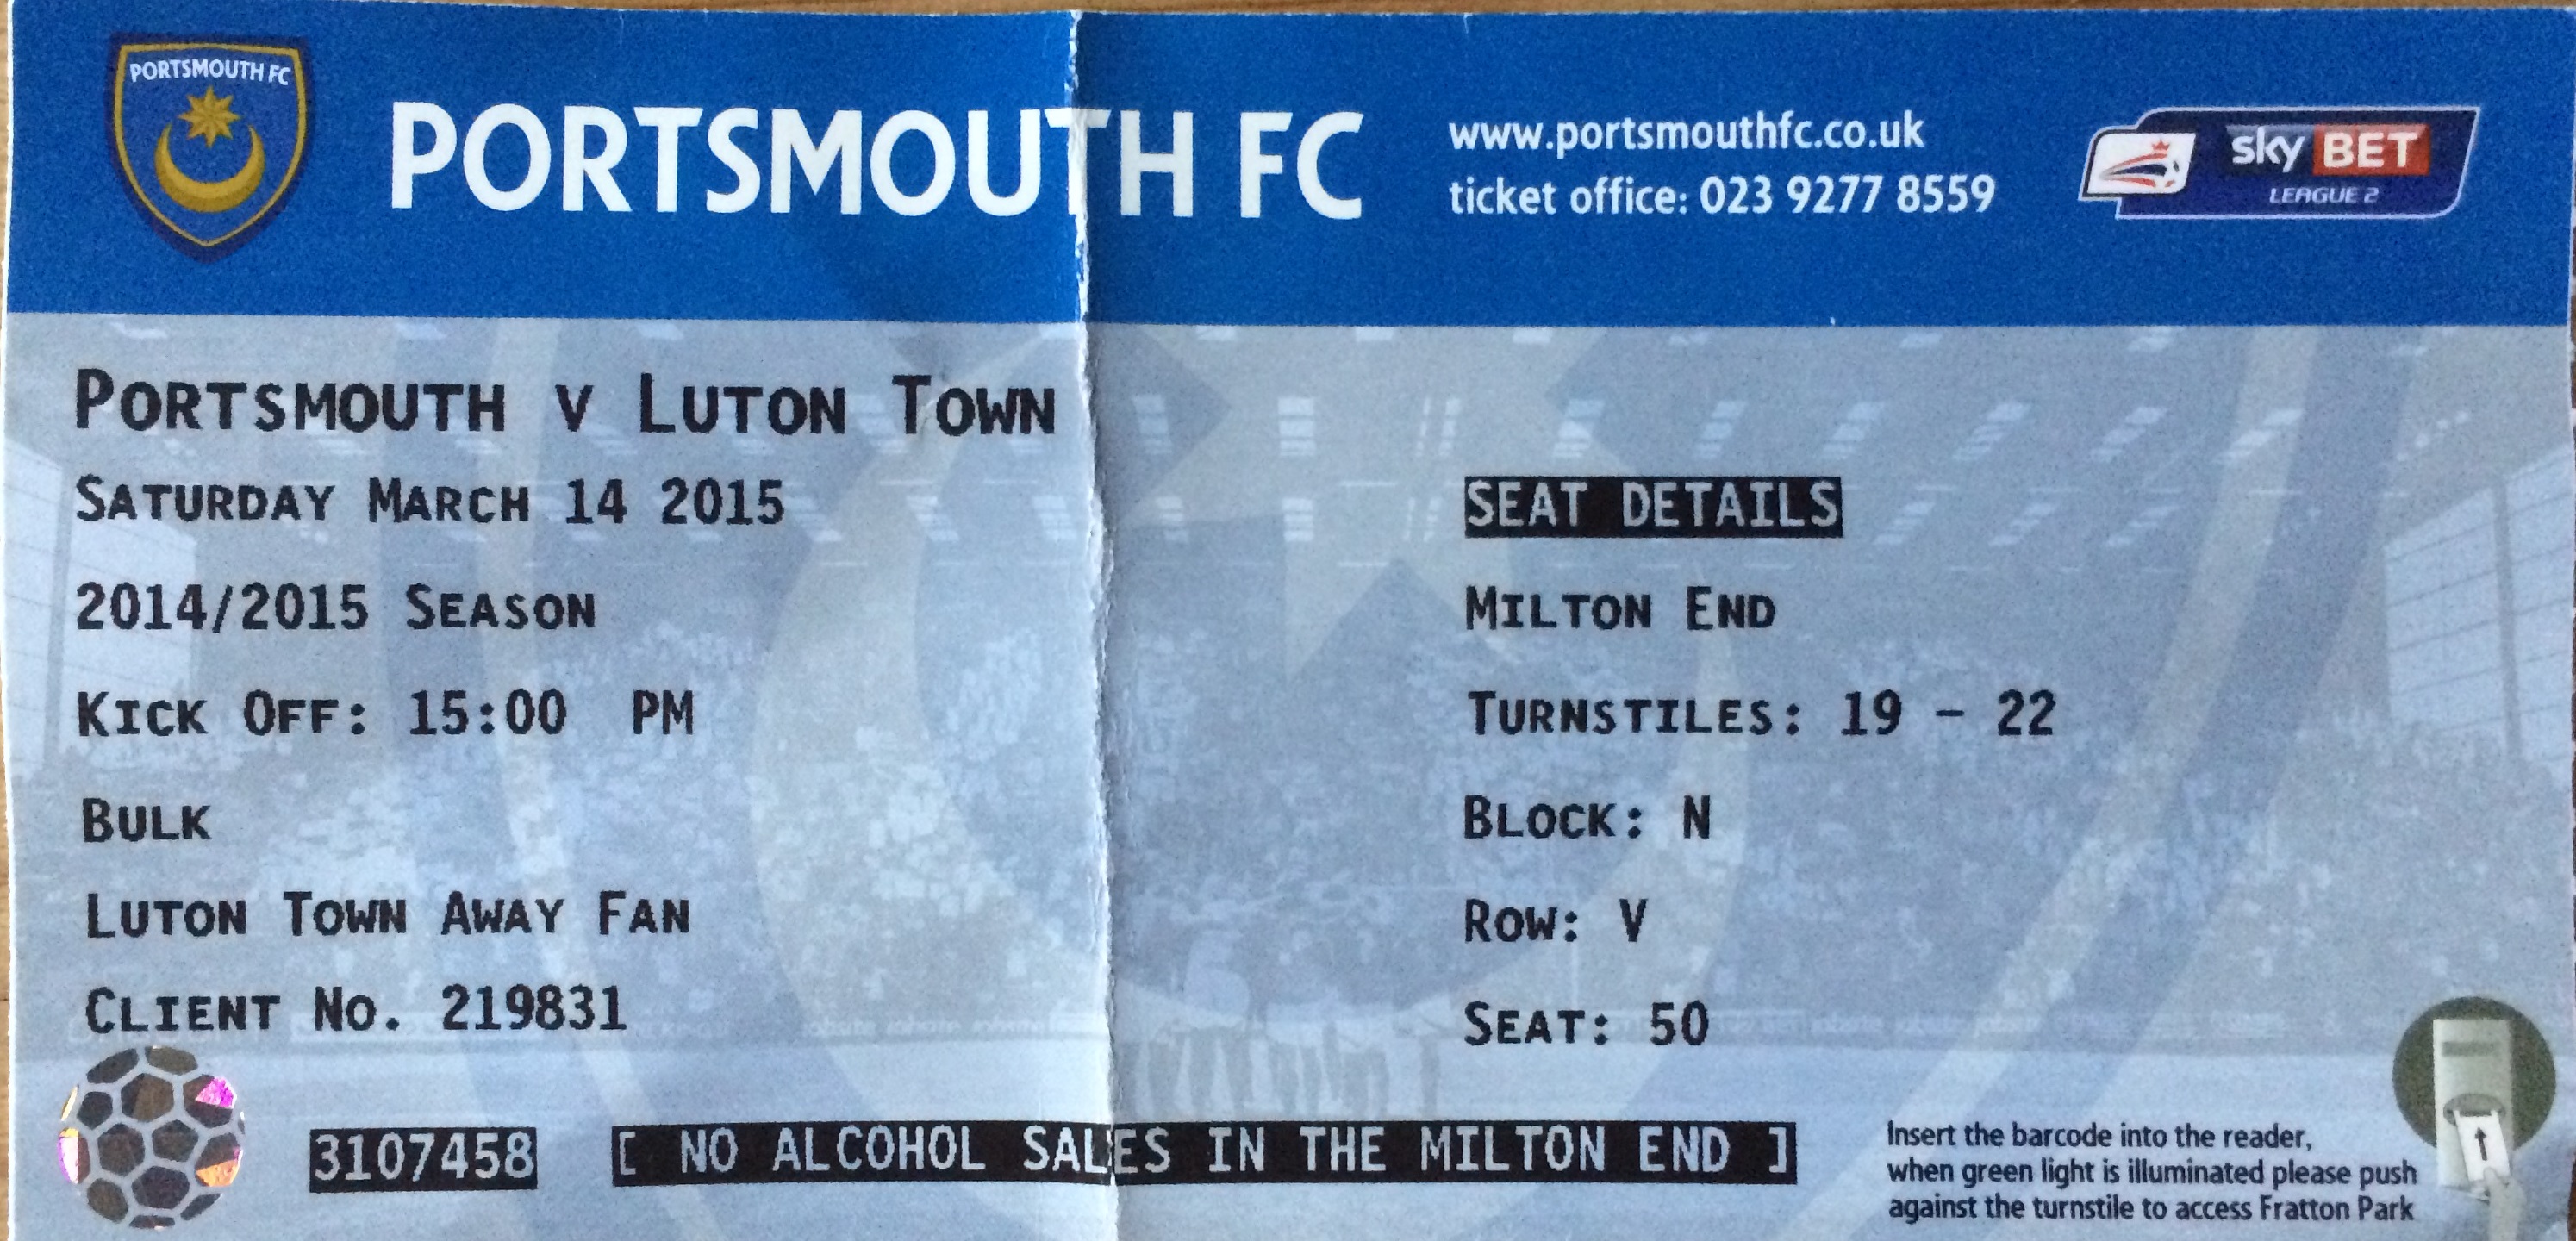 PORTSMOUTH FC
PORTSMOUTH FC
www.portsmouthfc.co.uk
ticket office: 023 9277 8559
sky BET
LEAGUE 2
PORTSMOUTH V LUTON TOWN
SATURDAY MARCH 14 2015
2014/2015 SEASON
KICK OFF: 15:00 PM
BULK
LUTON TOWN AWAY FAN
CLIENT NO. 219831
SEAT DETAILS
MILTON END
TURNSTILES: 19 - 22
BLOCK: N
ROW: V
SEAT: 50
3107458
[ NO ALCOHOL SALES IN THE MILTON END ]
Insert the barcode into the reader,
when green light is illuminated please push
against the turnstile to access Fratton Park